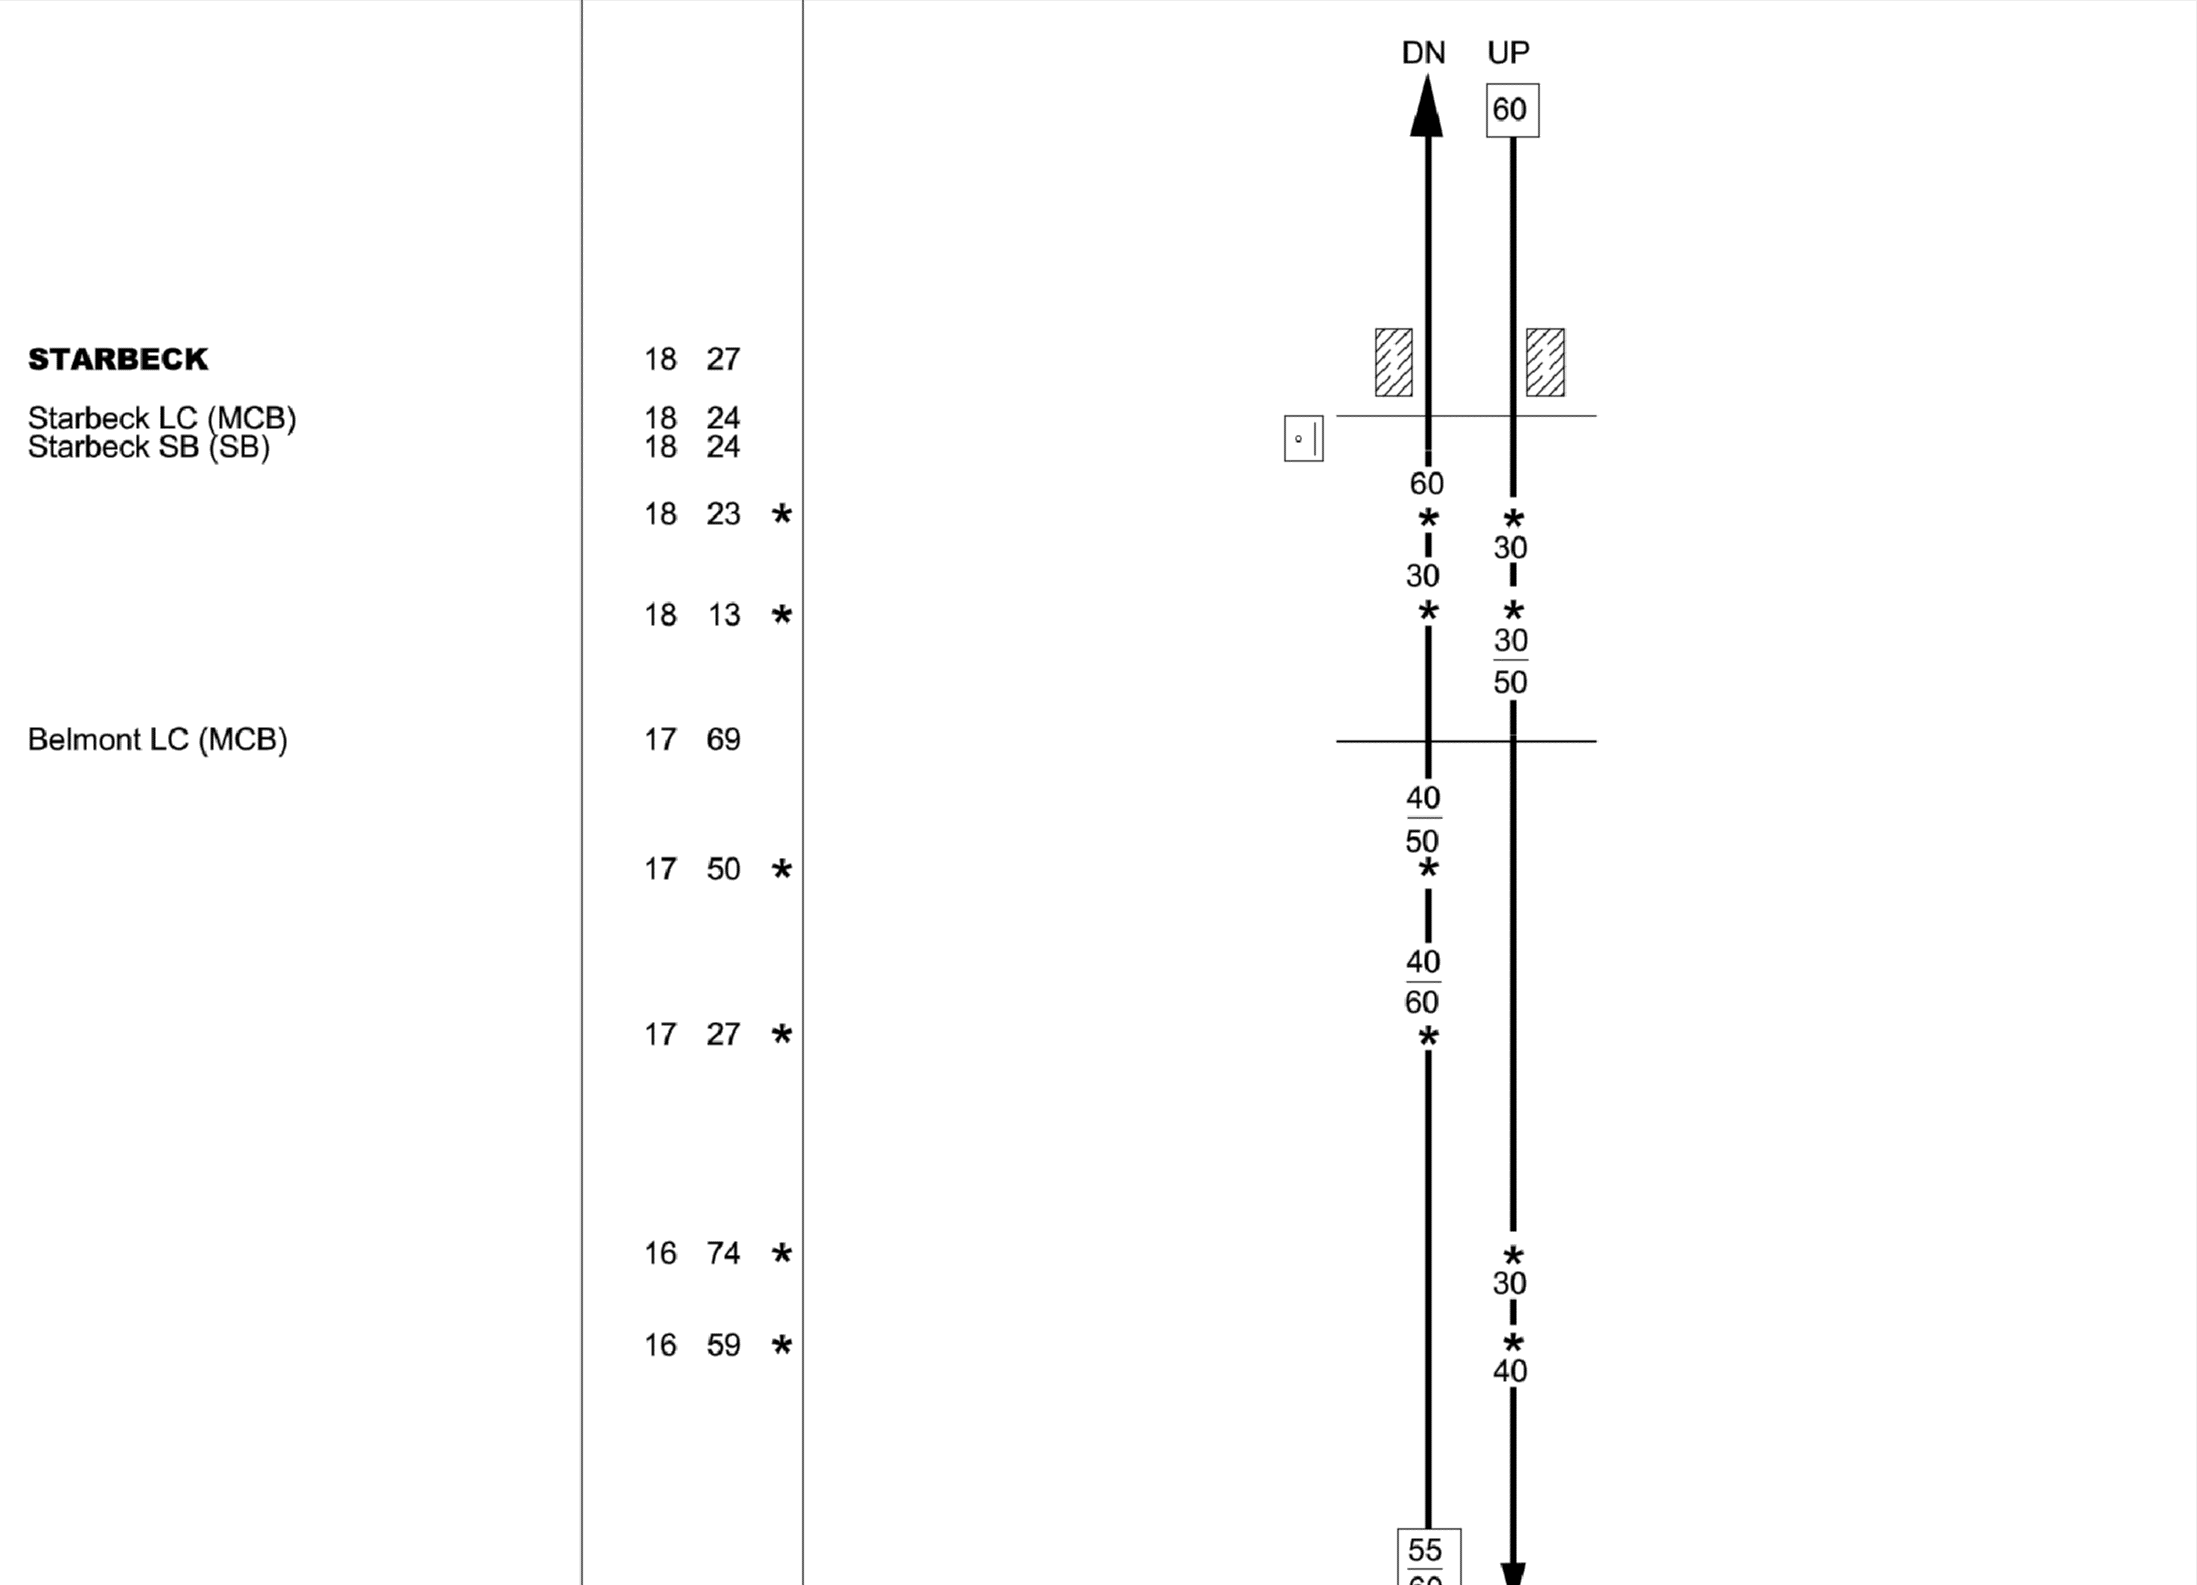 DN UP
60
STARBECK 18 27
Starbeck LC (MCB) 18 24
Starbeck SB (SB) 18 24
60
18 23 * * *
30
30
18 13 * * *
30
50
Belmont LC (MCB) 17 69
40
50
17 50 * *
40
60
17 27 * *
16 74 * *
30
16 59 * *
40
55
60